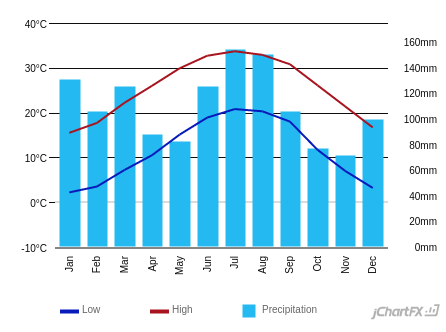 40°C
30°C
20°C
10°C
0°C
-10°C
160mm
140mm
120mm
100mm
80mm
60mm
40mm
20mm
0mm
Jan
Feb
Mar
Apr
May
Jun
Jul
Aug
Sep
Oct
Nov
Dec
Low
High
Precipitation
jChartFX